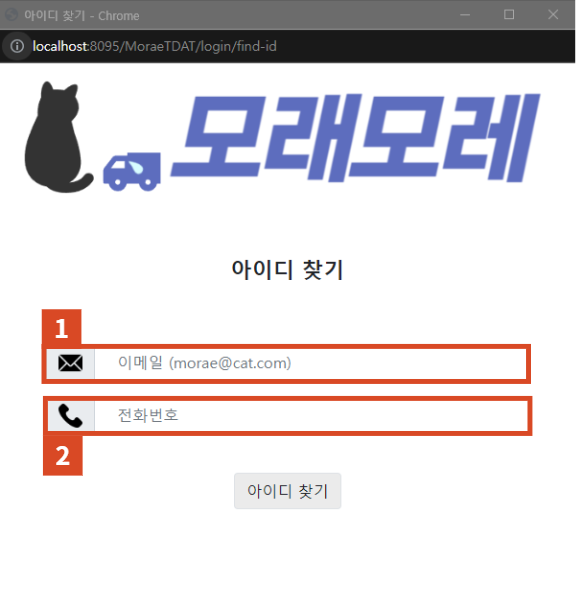 아이디 찾기 - Chrome
localhost:8095/MoraeTDAT/login/find-id
모래모레
아이디 찾기
1
이메일 (morae@cat.com)
전화번호
2
아이디 찾기